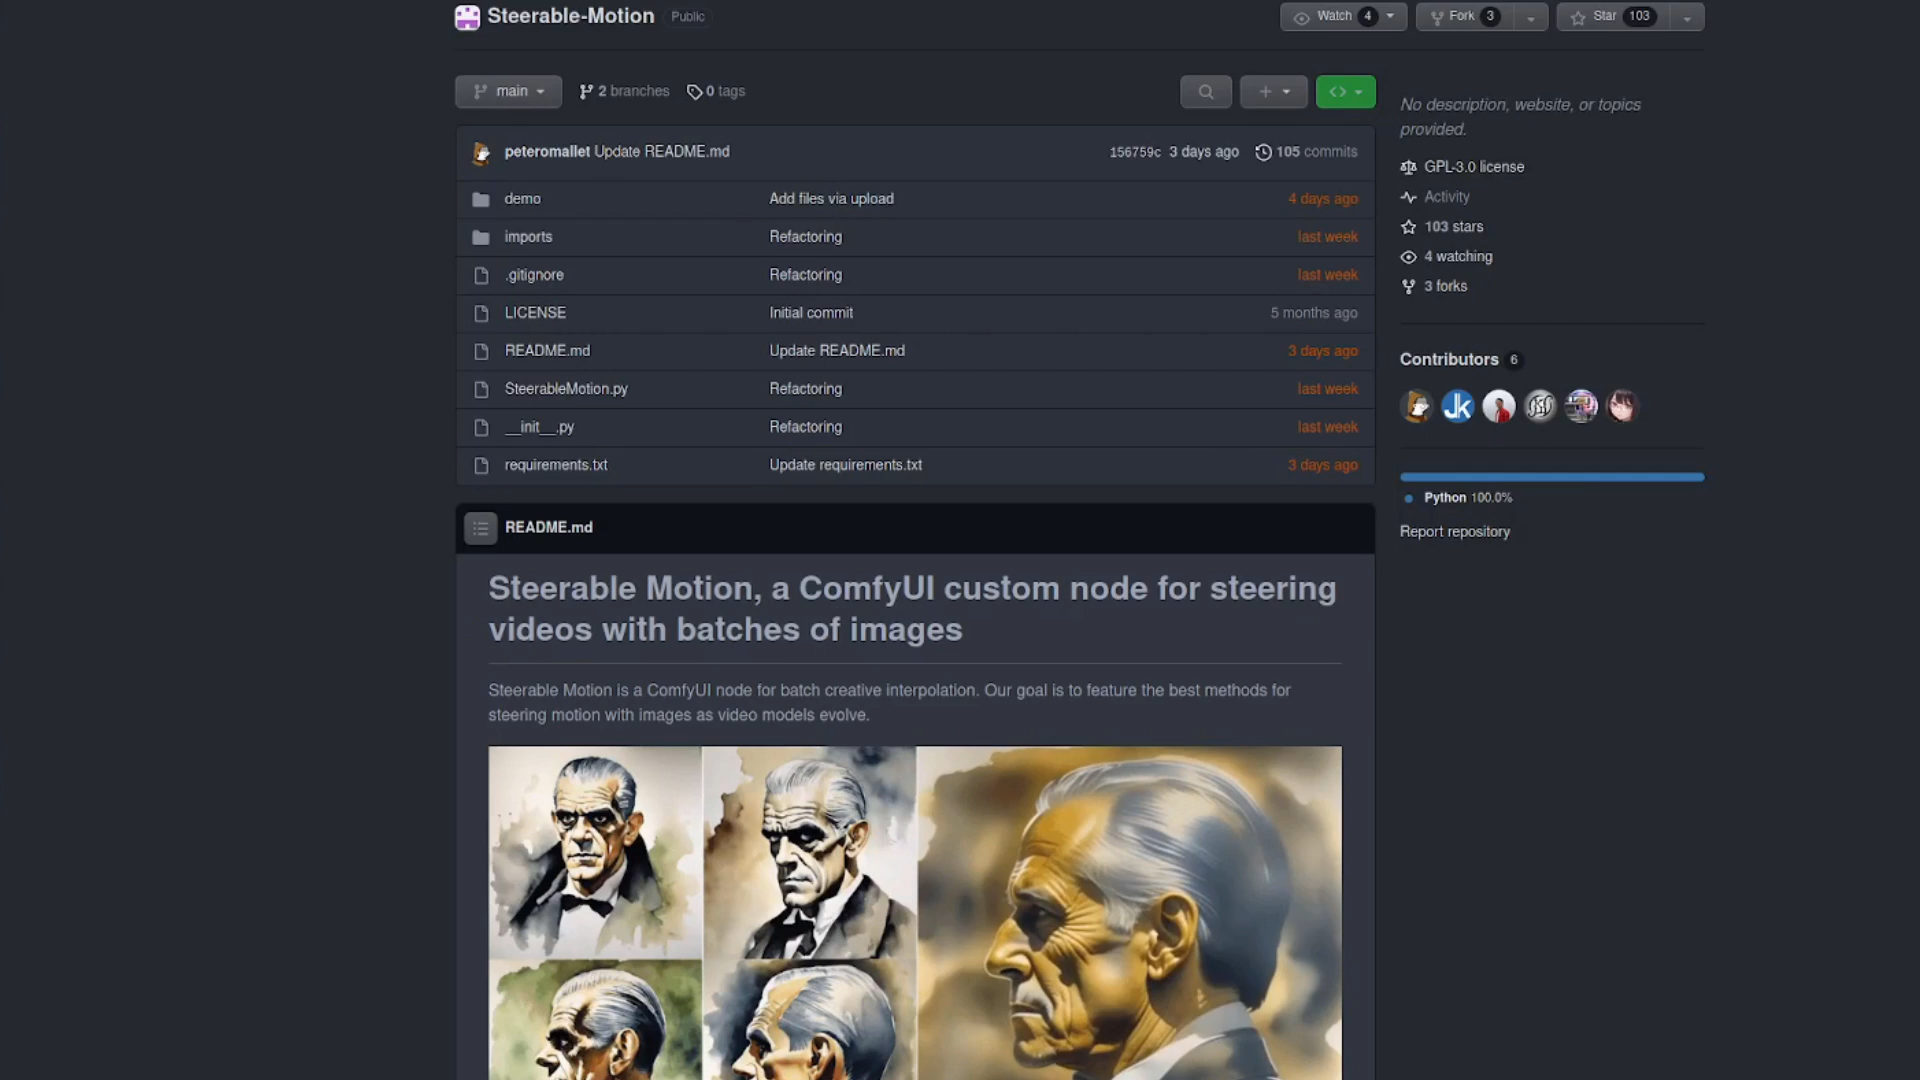 Steerable-Motion Public
Watch 4 Fork 3 Star 103
main 2 branches 0 tags
peteromallet Update README.md 156759c 3 days ago 105 commits
demo Add files via upload 4 days ago
imports Refactoring last week
.gitignore Refactoring last week
LICENSE Initial commit 5 months ago
README.md Update README.md 3 days ago
SteerableMotion.py Refactoring last week
__init__.py Refactoring last week
requirements.txt Update requirements.txt 3 days ago
README.md
Steerable Motion, a ComfyUI custom node for steering
videos with batches of images
Steerable Motion is a ComfyUI node for batch creative interpolation. Our goal is to feature the best methods for
steering motion with images as video models evolve.
No description, website, or topics
provided.
GPL-3.0 license
Activity
103 stars
4 watching
3 forks
Contributors 6
JK
Python 100.0%
Report repository